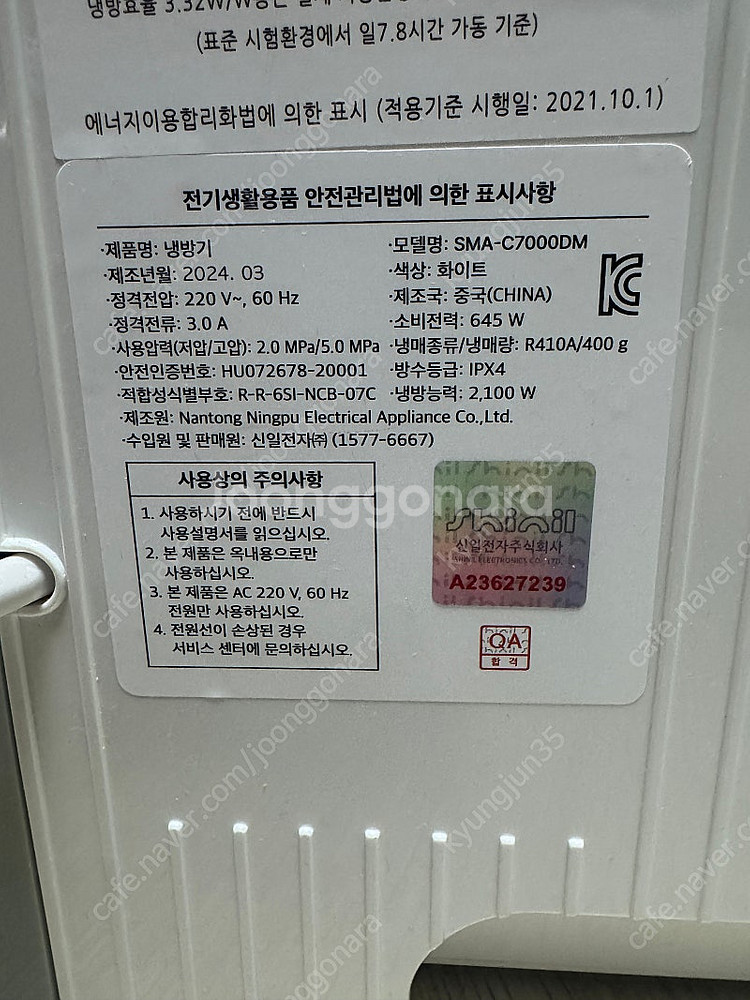 냉방효율 3.32W/W
(표준 시험환경에서 일7.8시간 가동 기준)
에너지이용합리화법에 의한 표시 (적용기준 시행일: 2021.10.1)
전기생활용품 안전관리법에 의한 표시사항
·제품명: 냉방기
·모델명: SMA-C7000DM
·제조년월: 2024. 03
·색상: 화이트
·정격전압: 220 V~, 60 Hz
·제조국: 중국(CHINA)
·정격전류: 3.0 A
·소비전력: 645 W
·사용압력(저압/고압): 2.0 MPa/5.0 MPa
·냉매종류/냉매량: R410A/400 g
·안전인증번호: HU072678-20001
·방수등급: IPX4
·적합성식별부호: R-R-6SI-NCB-07C
·냉방능력: 2,100 W
·제조원: Nantong Ningpu Electrical Appliance Co.,Ltd.
·수입원 및 판매원: 신일전자㈜ (1577-6667)
사용상의 주의사항
1. 사용하시기 전에 반드시
사용설명서를 읽으십시오.
2. 본 제품은 옥내용으로만
사용하십시오.
3. 본 제품은 AC 220 V, 60 Hz
전원만 사용하십시오.
4. 전원선이 손상된 경우
서비스 센터에 문의하십시오.
shinil
신일전자주식회사
SHINIL ELECTRONICS CO., LTD.
A23627239
QA
합 격
joonggonara
cafe.naver.com/joonggonara
kyungjun35